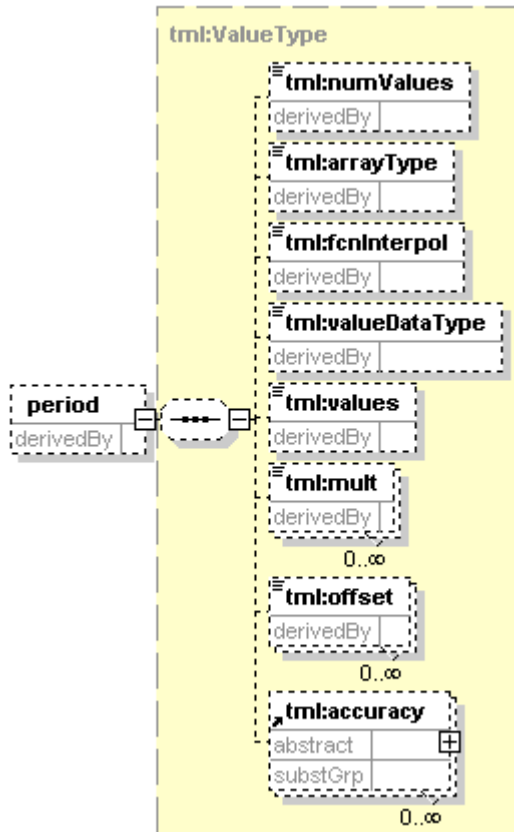 tml:ValueType
tml:numValues
derivedBy
tml:arrayType
derivedBy
tml:fcnInterpol
derivedBy
tml:valueDataType
derivedBy
period
derivedBy
tml:values
derivedBy
tml:mult
derivedBy
0..∞
tml:offset
derivedBy
0..∞
tml:accuracy
abstract
substGrp
0..∞